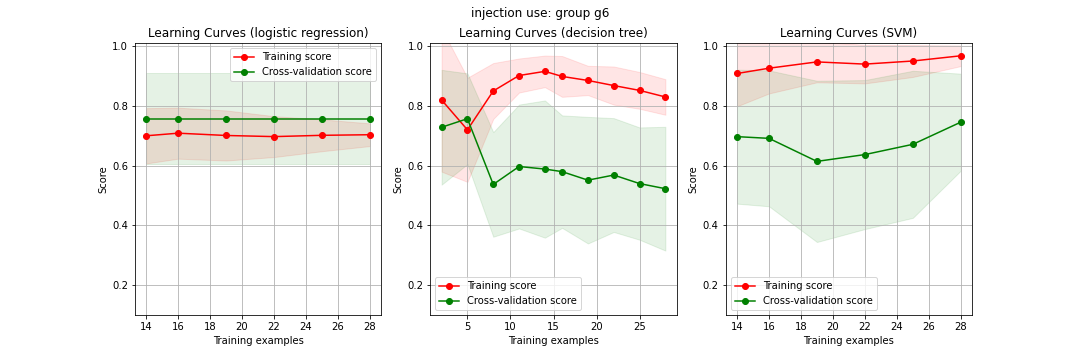 injection use: group g6
Learning Curves (logistic regression)
Training score
Cross-validation score
1.0
0.8
0.6
0.4
0.2
Score
14 16 18 20 22 24 26 28
Training examples
Learning Curves (decision tree)
1.0
0.8
0.6
0.4
0.2
Score
Training score
Cross-validation score
5 10 15 20 25
Training examples
Learning Curves (SVM)
1.0
0.8
0.6
0.4
0.2
Score
Training score
Cross-validation score
14 16 18 20 22 24 26 28
Training examples